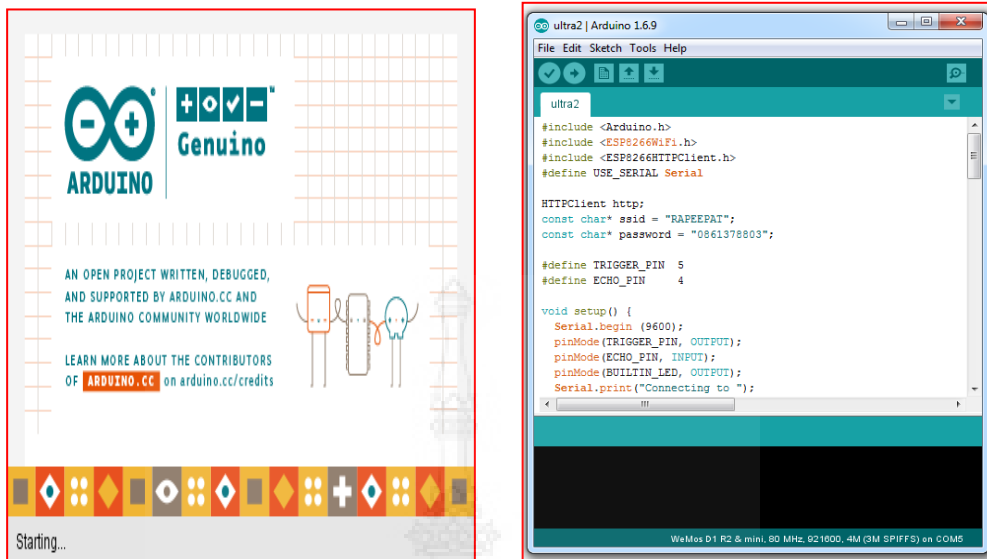 ARDUINO
Genuino
AN OPEN PROJECT WRITTEN, DEBUGGED,
AND SUPPORTED BY ARDUINO.CC AND
THE ARDUINO COMMUNITY WORLDWIDE
LEARN MORE ABOUT THE CONTRIBUTORS
OF ARDUINO.CC on arduino.cc/credits
Starting...
ultra2 | Arduino 1.6.9
File Edit Sketch Tools Help
ultra2
#include <Arduino.h>
#include <ESP8266WiFi.h>
#include <ESP8266HTTPClient.h>
#define USE_SERIAL Serial
HTTPClient http;
const char* ssid = "RAPEEPAT";
const char* password = "0861378803";
#define TRIGGER_PIN 5
#define ECHO_PIN 4
void setup() {
Serial.begin (9600);
pinMode(TRIGGER_PIN, OUTPUT);
pinMode(ECHO_PIN, INPUT);
pinMode(BUILTIN_LED, OUTPUT);
Serial.print("Connecting to ");
WeMos D1 R2 & mini, 80 MHz, 921600, 4M (3M SPIFFS) on COM5